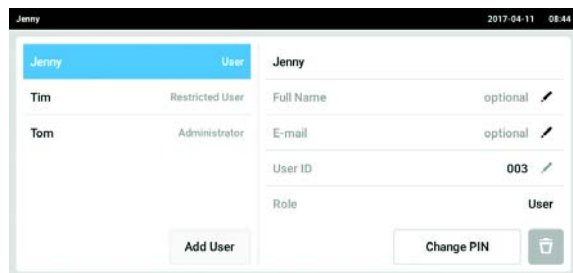 Jenny 2017-04-11 08:44
Jenny User
Tim Restricted User
Tom Administrator
Add User
Jenny
Full Name optional
E-mail optional
User ID 003
Role User
Change PIN